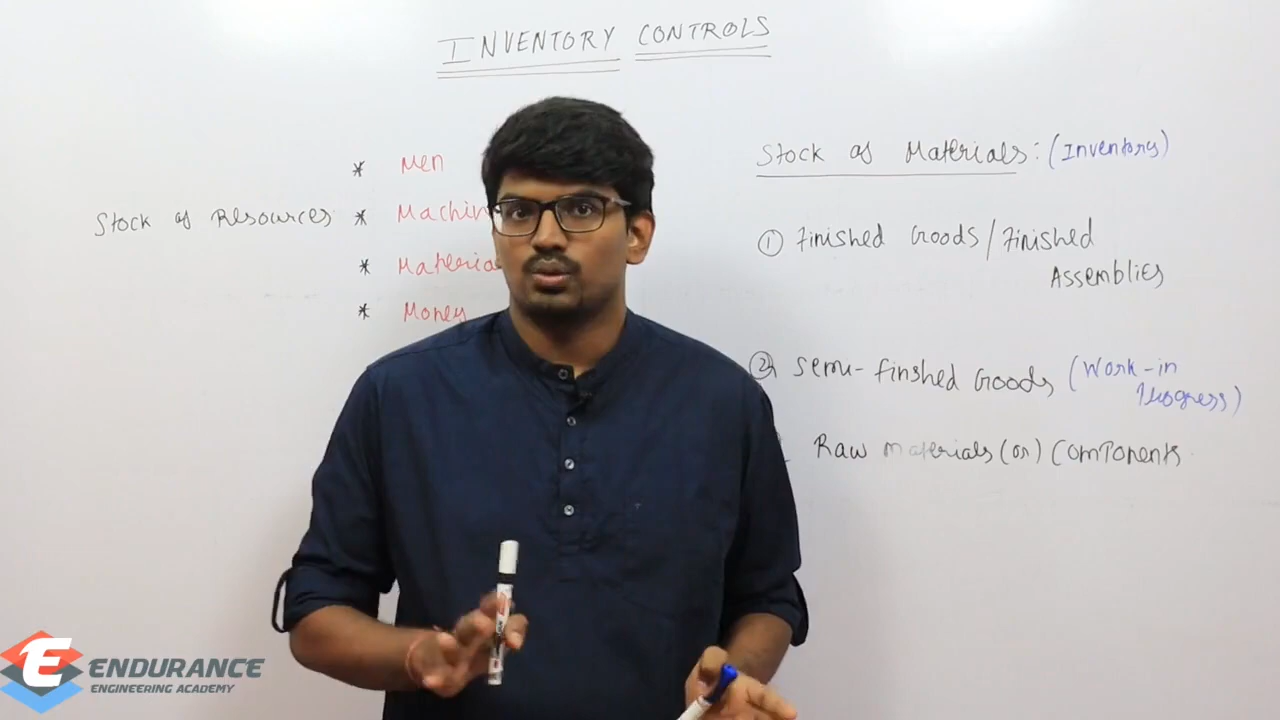 INVENTORY CONTROLS
* Men
Stock of Resources * Machin
* Materia
* Money
Stock of Materials: (Inventory)
① Finished Goods/Finished
Assemblies
② Semi-finshed Goods (Work-in
Progress)
Raw Materials (or) Components
E ENDURANCE
ENGINEERING ACADEMY